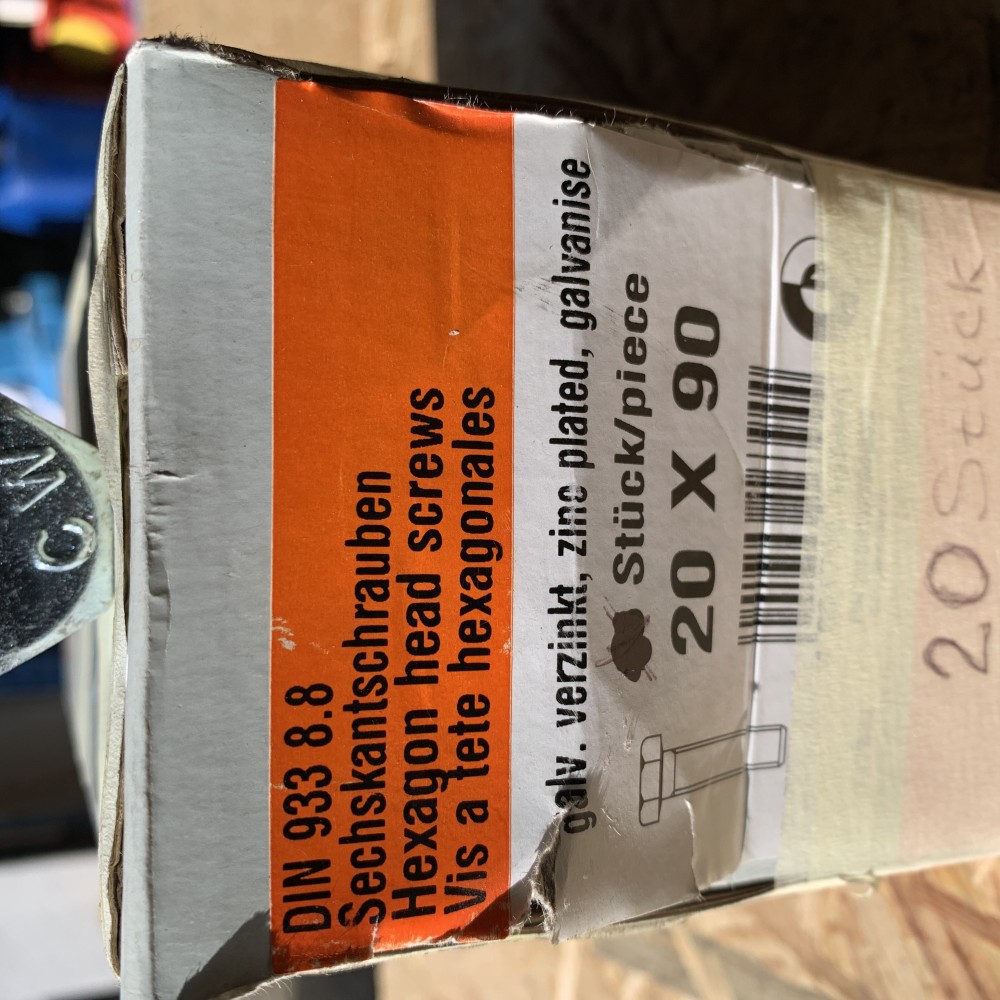 DIN 933 8.8
Sechskantschrauben
Hexagon head screws
Vis a tete hexagonales
galv. verzinkt, zinc plated, galvanise
Stück/piece
20 X 90
20 Stück